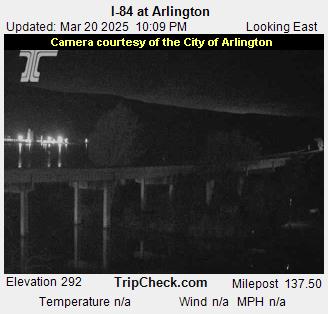 I-84 at Arlington
Updated: Mar 20 2025 10:09 PM Looking East
Camera courtesy of the City of Arlington
Elevation 292 TripCheck.com Milepost 137.50
Temperature n/a Wind n/a MPH n/a